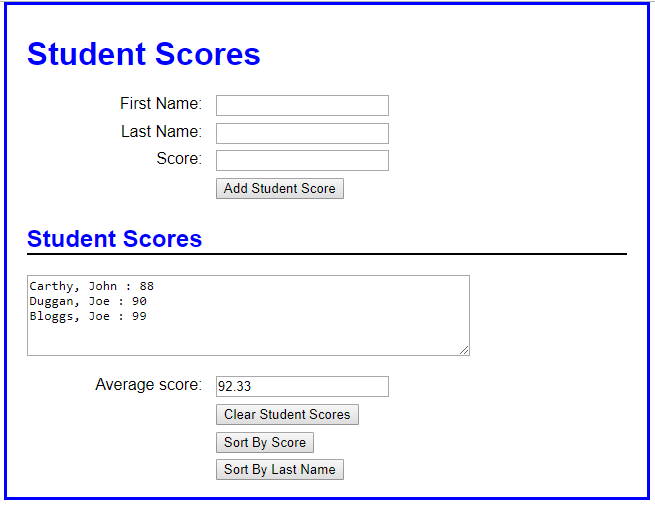 Student Scores
First Name:
Last Name:
Score:
Add Student Score
Student Scores
Carthy, John : 88
Duggan, Joe : 90
Bloggs, Joe : 99
Average score: 92.33
Clear Student Scores
Sort By Score
Sort By Last Name